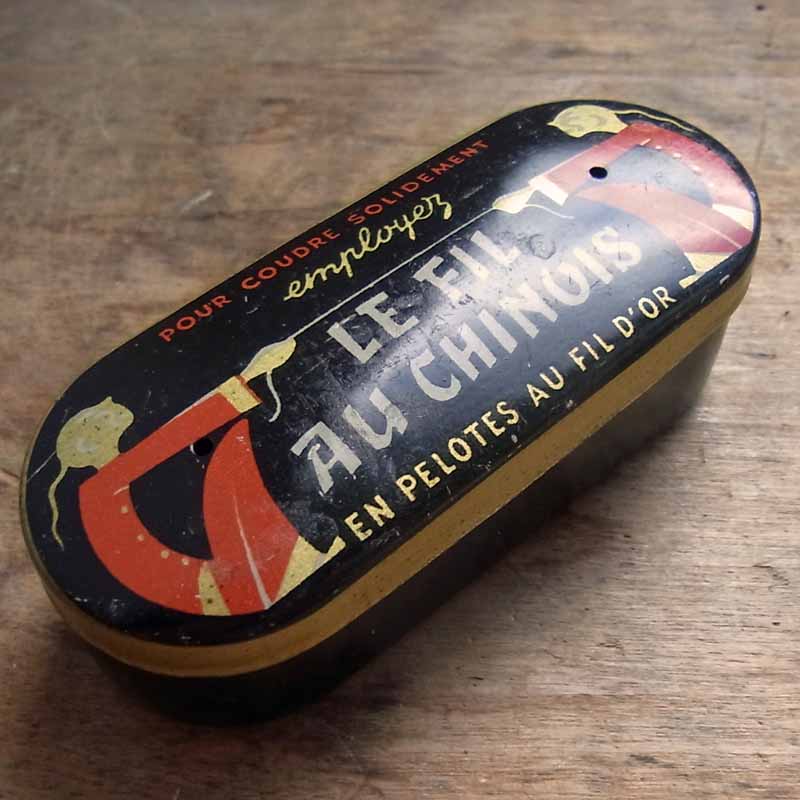 POUR COUDRE SOLIDEMENT
employez
LE FIL
AU CHINOIS
EN PELOTES AU FIL D'OR